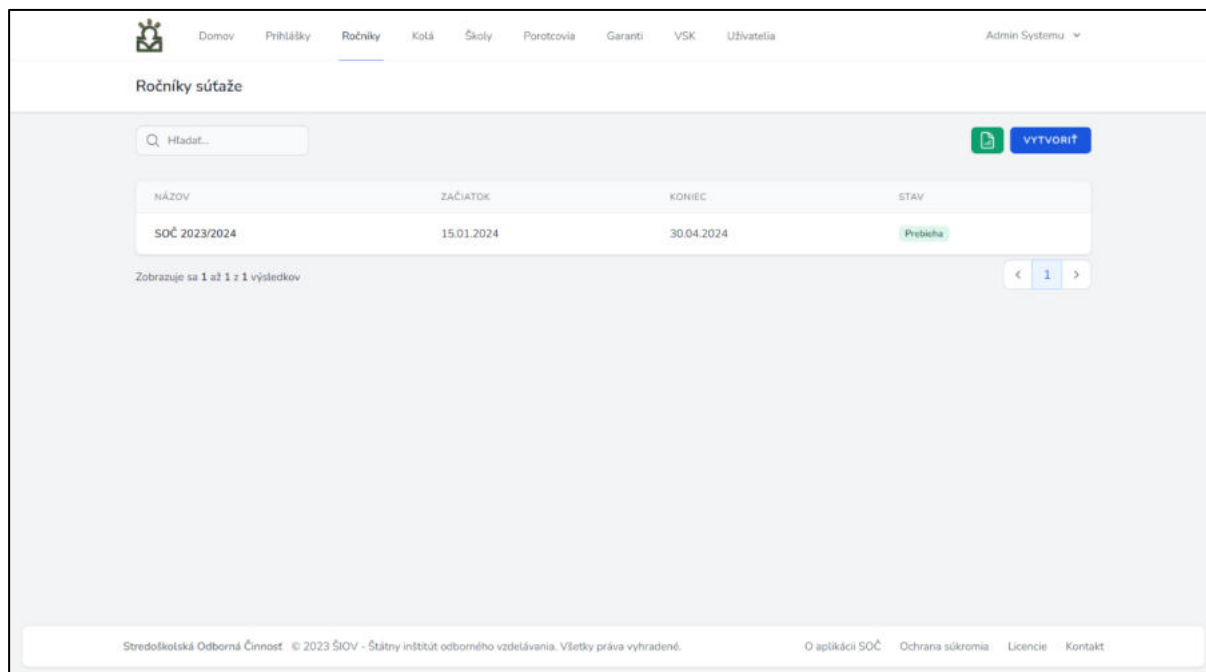 Domov Prihlášky Ročníky Kolá Školy Porotcovia Garanti VSK Užívatelia Admin Systemu
Ročníky súťaže
Hľadať... VYTVORIŤ
NÁZOV ZAČIATOK KONIEC STAV
SOČ 2023/2024 15.01.2024 30.04.2024 Prebieha
Zobrazuje sa 1 až 1 z 1 výsledkov < 1 >
Stredoškolská Odborná Činnosť © 2023 ŠIOV - Štátny inštitút odborného vzdelávania. Všetky práva vyhradené. O aplikácii SOČ Ochrana súkromia Licencie Kontakt